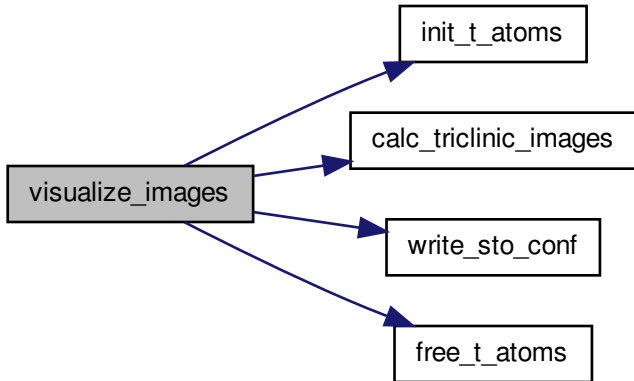 init_t_atoms
calc_triclinic_images
visualize_images
write_sto_conf
free_t_atoms